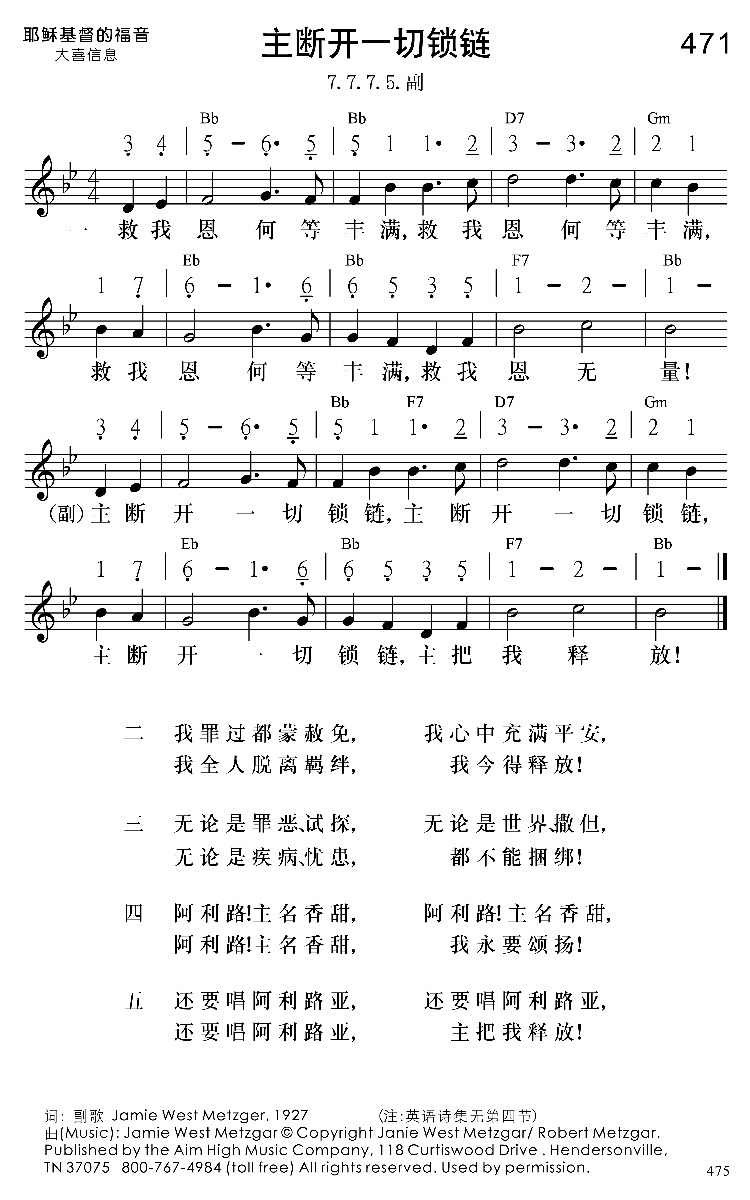 耶稣基督的福音
大喜信息
主断开一切锁链
471
7.7.7.5.副
Bb Bb D7 Gm
3 4 | 5 - 6· 5 | 5 1 1· 2 | 3 - 3· 2 | 2 1
4 4
一 救我恩何等丰满,救我恩何等丰满,
Eb Bb F7 Bb
1 7 | 6 - 1· 6 | 6 5 3 5 | 1 - 2 - | 1 -
救我恩何等丰满,救我恩无量!
Bb F7 D7 Gm
3 4 | 5 - 6· 5 | 5 1 1· 2 | 3 - 3· 2 | 2 1
(副)主断开一切锁链,主断开一切锁链,
Eb Bb F7 Bb
1 7 | 6 - 1· 6 | 6 5 3 5 | 1 - 2 - | 1 -
主断开一切锁链,主把我释放!
二 我罪过都蒙赦免, 我心中充满平安,
我全人脱离羁绊, 我今得释放!
三 无论是罪恶、试探, 无论是世界、撒但,
无论是疾病、忧患, 都不能捆绑!
四 阿利路!主名香甜, 阿利路!主名香甜,
阿利路!主名香甜, 我永要颂扬!
五 还要唱阿利路亚, 还要唱阿利路亚,
还要唱阿利路亚, 主把我释放!
词: 副歌 Jamie West Metzger, 1927 (注:英语诗集无第四节)
曲(Music): Jamie West Metzgar © Copyright Janie West Metzgar/ Robert Metzgar.
Published by the Aim High Music Company, 118 Curtiswood Drive . Hendersonville,
TN 37075 800-767-4984 (toll free) All rights reserved. Used by permission.
475